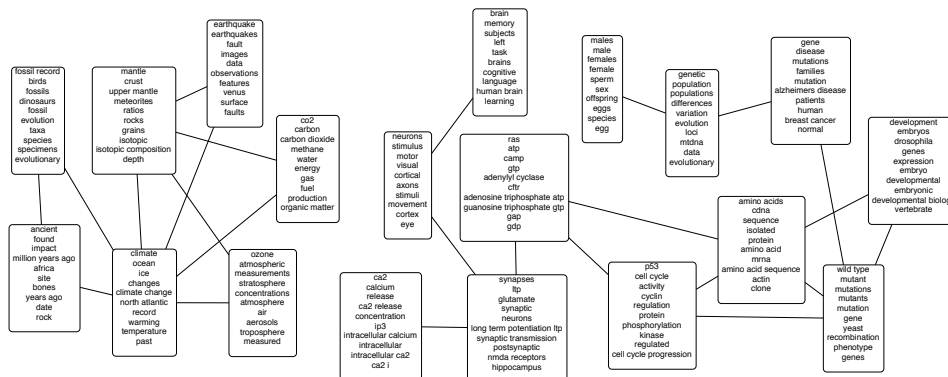 earthquake
earthquakes
fault
images
data
observations
features
venus
surface
faults
fossil record
birds
fossils
dinosaurs
fossil
evolution
taxa
species
specimens
evolutionary
mantle
crust
upper mantle
meteorites
ratios
rocks
grains
isotopic
isotopic composition
depth
co2
carbon
carbon dioxide
methane
water
energy
gas
fuel
production
organic matter
ancient
found
impact
million years ago
africa
site
bones
years ago
date
rock
climate
ocean
ice
changes
climate change
north atlantic
record
warming
temperature
past
ozone
atmospheric
measurements
stratosphere
concentrations
atmosphere
air
aerosols
troposphere
measured
brain
memory
subjects
left
task
brains
cognitive
language
human brain
learning
neurons
stimulus
motor
visual
cortical
axons
stimuli
movement
cortex
eye
ras
atp
camp
gtp
adenylyl cyclase
cftr
adenosine triphosphate atp
guanosine triphosphate gtp
gap
gdp
ca2
calcium
release
ca2 release
concentration
ip3
intracellular calcium
intracellular
intracellular ca2
ca2 i
synapses
ltp
glutamate
synaptic
neurons
long term potentiation ltp
synaptic transmission
postsynaptic
nmda receptors
hippocampus
males
male
females
female
sperm
sex
offspring
eggs
species
egg
genetic
population
populations
differences
variation
evolution
loci
mtdna
data
evolutionary
gene
disease
mutations
families
mutation
alzheimers disease
patients
human
breast cancer
normal
development
embryos
drosophila
genes
expression
embryo
developmental
embryonic
developmental biology
vertebrate
amino acids
cdna
sequence
isolated
protein
amino acid
mrna
amino acid sequence
actin
clone
p53
cell cycle
activity
cyclin
regulation
protein
phosphorylation
kinase
regulated
cell cycle progression
wild type
mutant
mutations
mutants
mutation
gene
yeast
recombination
phenotype
genes